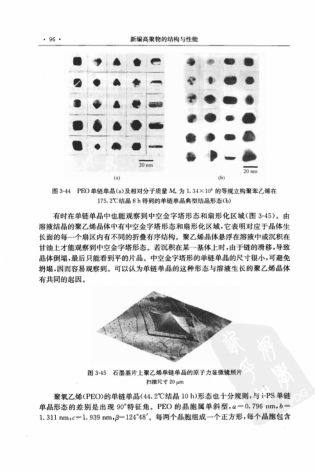 · 96 ·
新编高聚物的结构与性能
20 nm
20 nm
(a)
(b)
图 3-44 PEO 单链单晶(a)及相对分子质量 Mₙ 为 1.34×10⁶ 的等规立构聚苯乙烯在
175.2℃结晶 8 h 得到的单链单晶典型结晶形态(b)
有时在单链单晶中也能观察到中空金字塔形态和扇形化区域(图 3-45)。由
溶液结晶的聚乙烯晶体中有中空金字塔形态和扇形化区域,它表明对应于晶体生
长面的每一个扇区内有不同的折叠有序结构。聚乙烯晶体悬浮在溶液中或沉积在
甘油上才能观察到中空金字塔形态。若沉积在某一基体上时,由于链的滑移,导致
晶体倒塌,最后只能看到平的片晶。中空金字塔形的单链单晶的尺寸很小,可避免
坍塌,因而容易观察到。可以认为单链单晶的这种形态与溶液生长的聚乙烯晶体
有共同的起因。
图 3-45 石墨基片上聚乙烯单链单晶的原子力显微镜照片
扫描尺寸 20 μm
聚氧乙烯(PEO)的单链单晶(44.2℃结晶 10 h)形态也十分规则,与 i-PS 单链
单晶形态的差别是出现 90°特征角。PEO 的晶胞属单斜型,a=0.796 nm,b=
1.311 nm,c=1.939 nm,β=124°48′。每两个晶胞组成一个正方形,每个晶胞包含